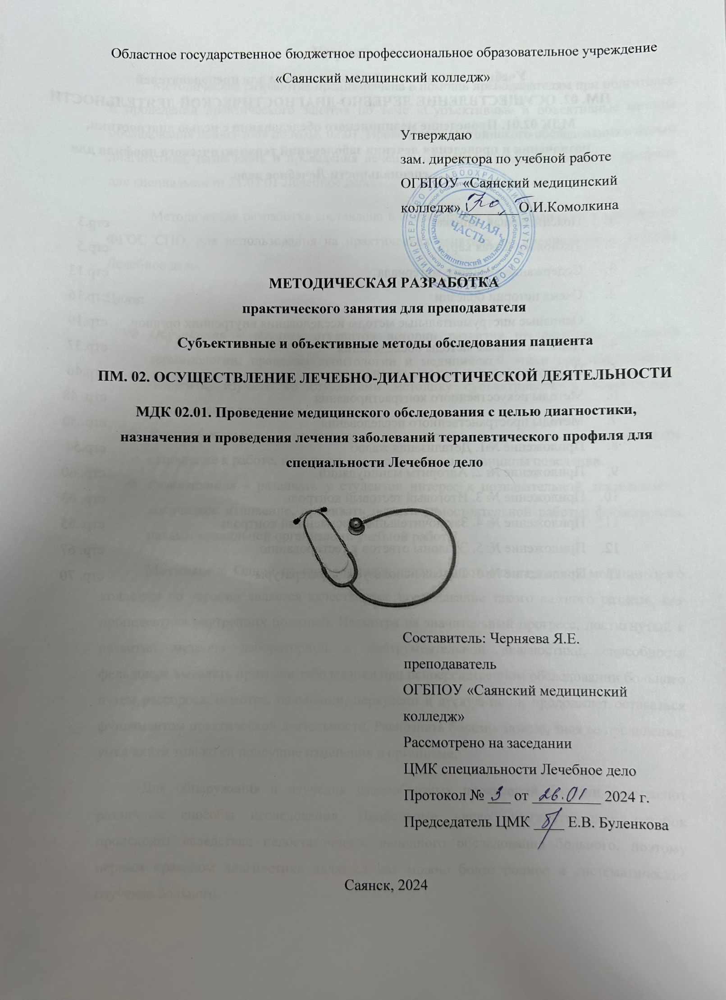 Областное государственное бюджетное профессиональное образовательное учреждение
«Саянский медицинский колледж»
Утверждаю
зам. директора по учебной работе
ОГБПОУ «Саянский медицинский
колледж» О.И.Комолкина
УЧЕБНАЯ
ЧАСТЬ
МЕТОДИЧЕСКАЯ РАЗРАБОТКА
практического занятия для преподавателя
Субъективные и объективные методы обследования пациента
ПМ. 02. ОСУЩЕСТВЛЕНИЕ ЛЕЧЕБНО-ДИАГНОСТИЧЕСКОЙ ДЕЯТЕЛЬНОСТИ
МДК 02.01. Проведение медицинского обследования с целью диагностики,
назначения и проведения лечения заболеваний терапевтического профиля для
специальности Лечебное дело
Составитель: Черняева Я.Е.
преподаватель
ОГБПОУ «Саянский медицинский
колледж»
Рассмотрено на заседании
ЦМК специальности Лечебное дело
Протокол № 3 от 26.01 2024 г.
Председатель ЦМК Е.В. Буленкова
Саянск, 2024